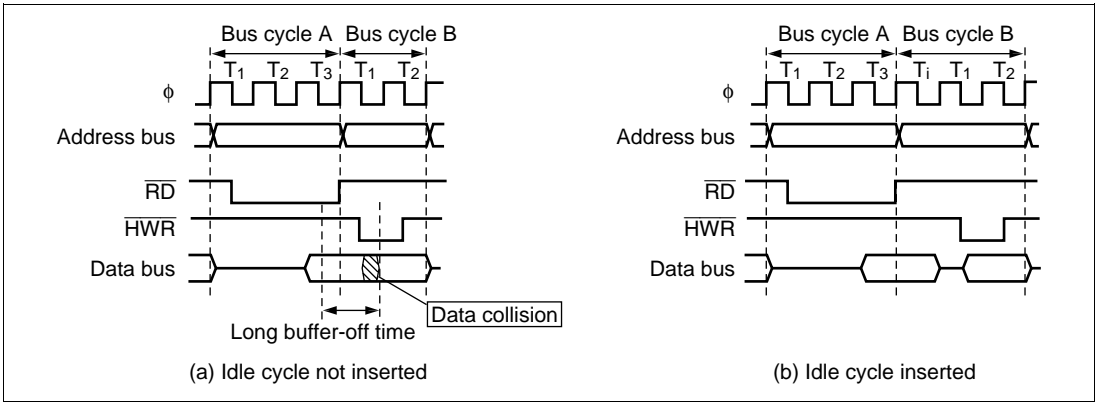 Bus cycle A Bus cycle B
T1 T2 T3 T1 T2
ϕ
Address bus
RD
HWR
Data bus
Data collision
Long buffer-off time
(a) Idle cycle not inserted
Bus cycle A Bus cycle B
T1 T2 T3 Ti T1 T2
ϕ
Address bus
RD
HWR
Data bus
(b) Idle cycle inserted